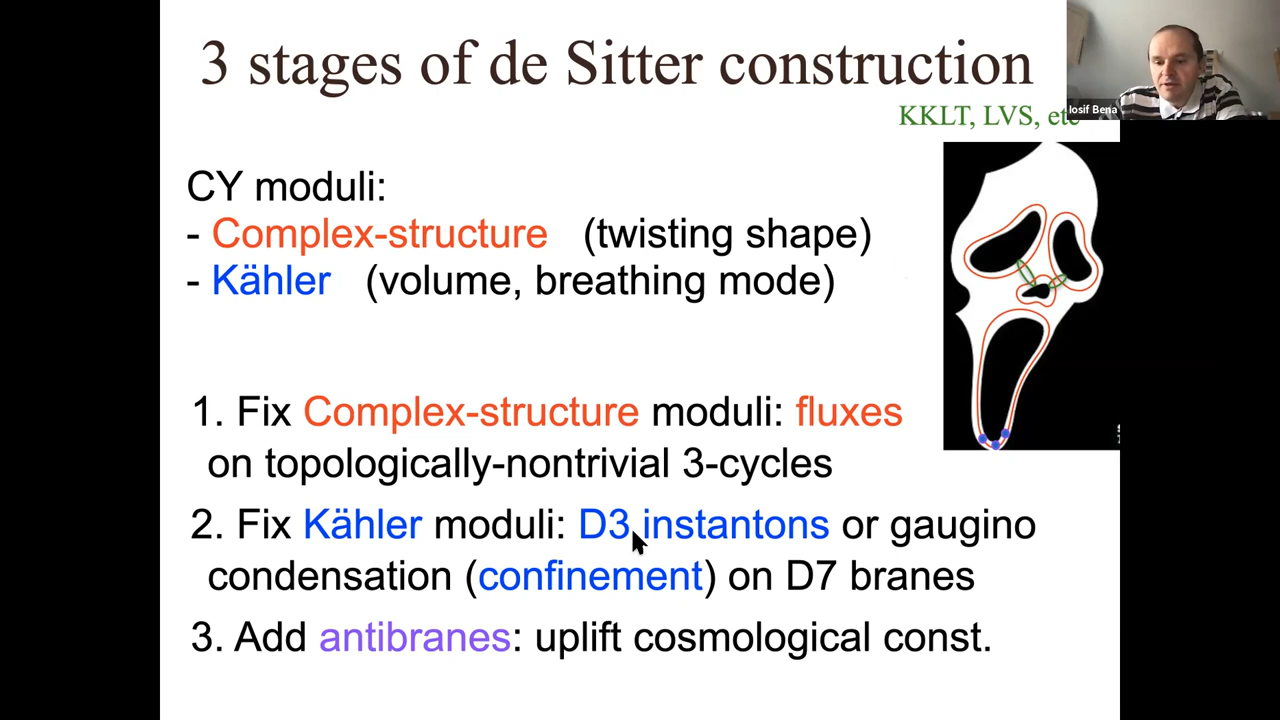 3 stages of de Sitter construction
Iosif Bena
KKLT, LVS, etc
CY moduli:
- Complex-structure (twisting shape)
- Kähler (volume, breathing mode)
1. Fix Complex-structure moduli: fluxes
on topologically-nontrivial 3-cycles
2. Fix Kähler moduli: D3 instantons or gaugino
condensation (confinement) on D7 branes
3. Add antibranes: uplift cosmological const.